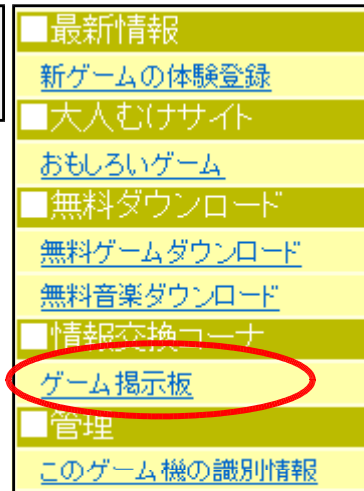 ■最新情報
新ゲームの体験登録
■大人むけサイト
おもしろいゲーム
■無料ダウンロード
無料ゲームダウンロード
無料音楽ダウンロード
■情報交換コーナ
ゲーム掲示板
■管理
このゲーム機の識別情報